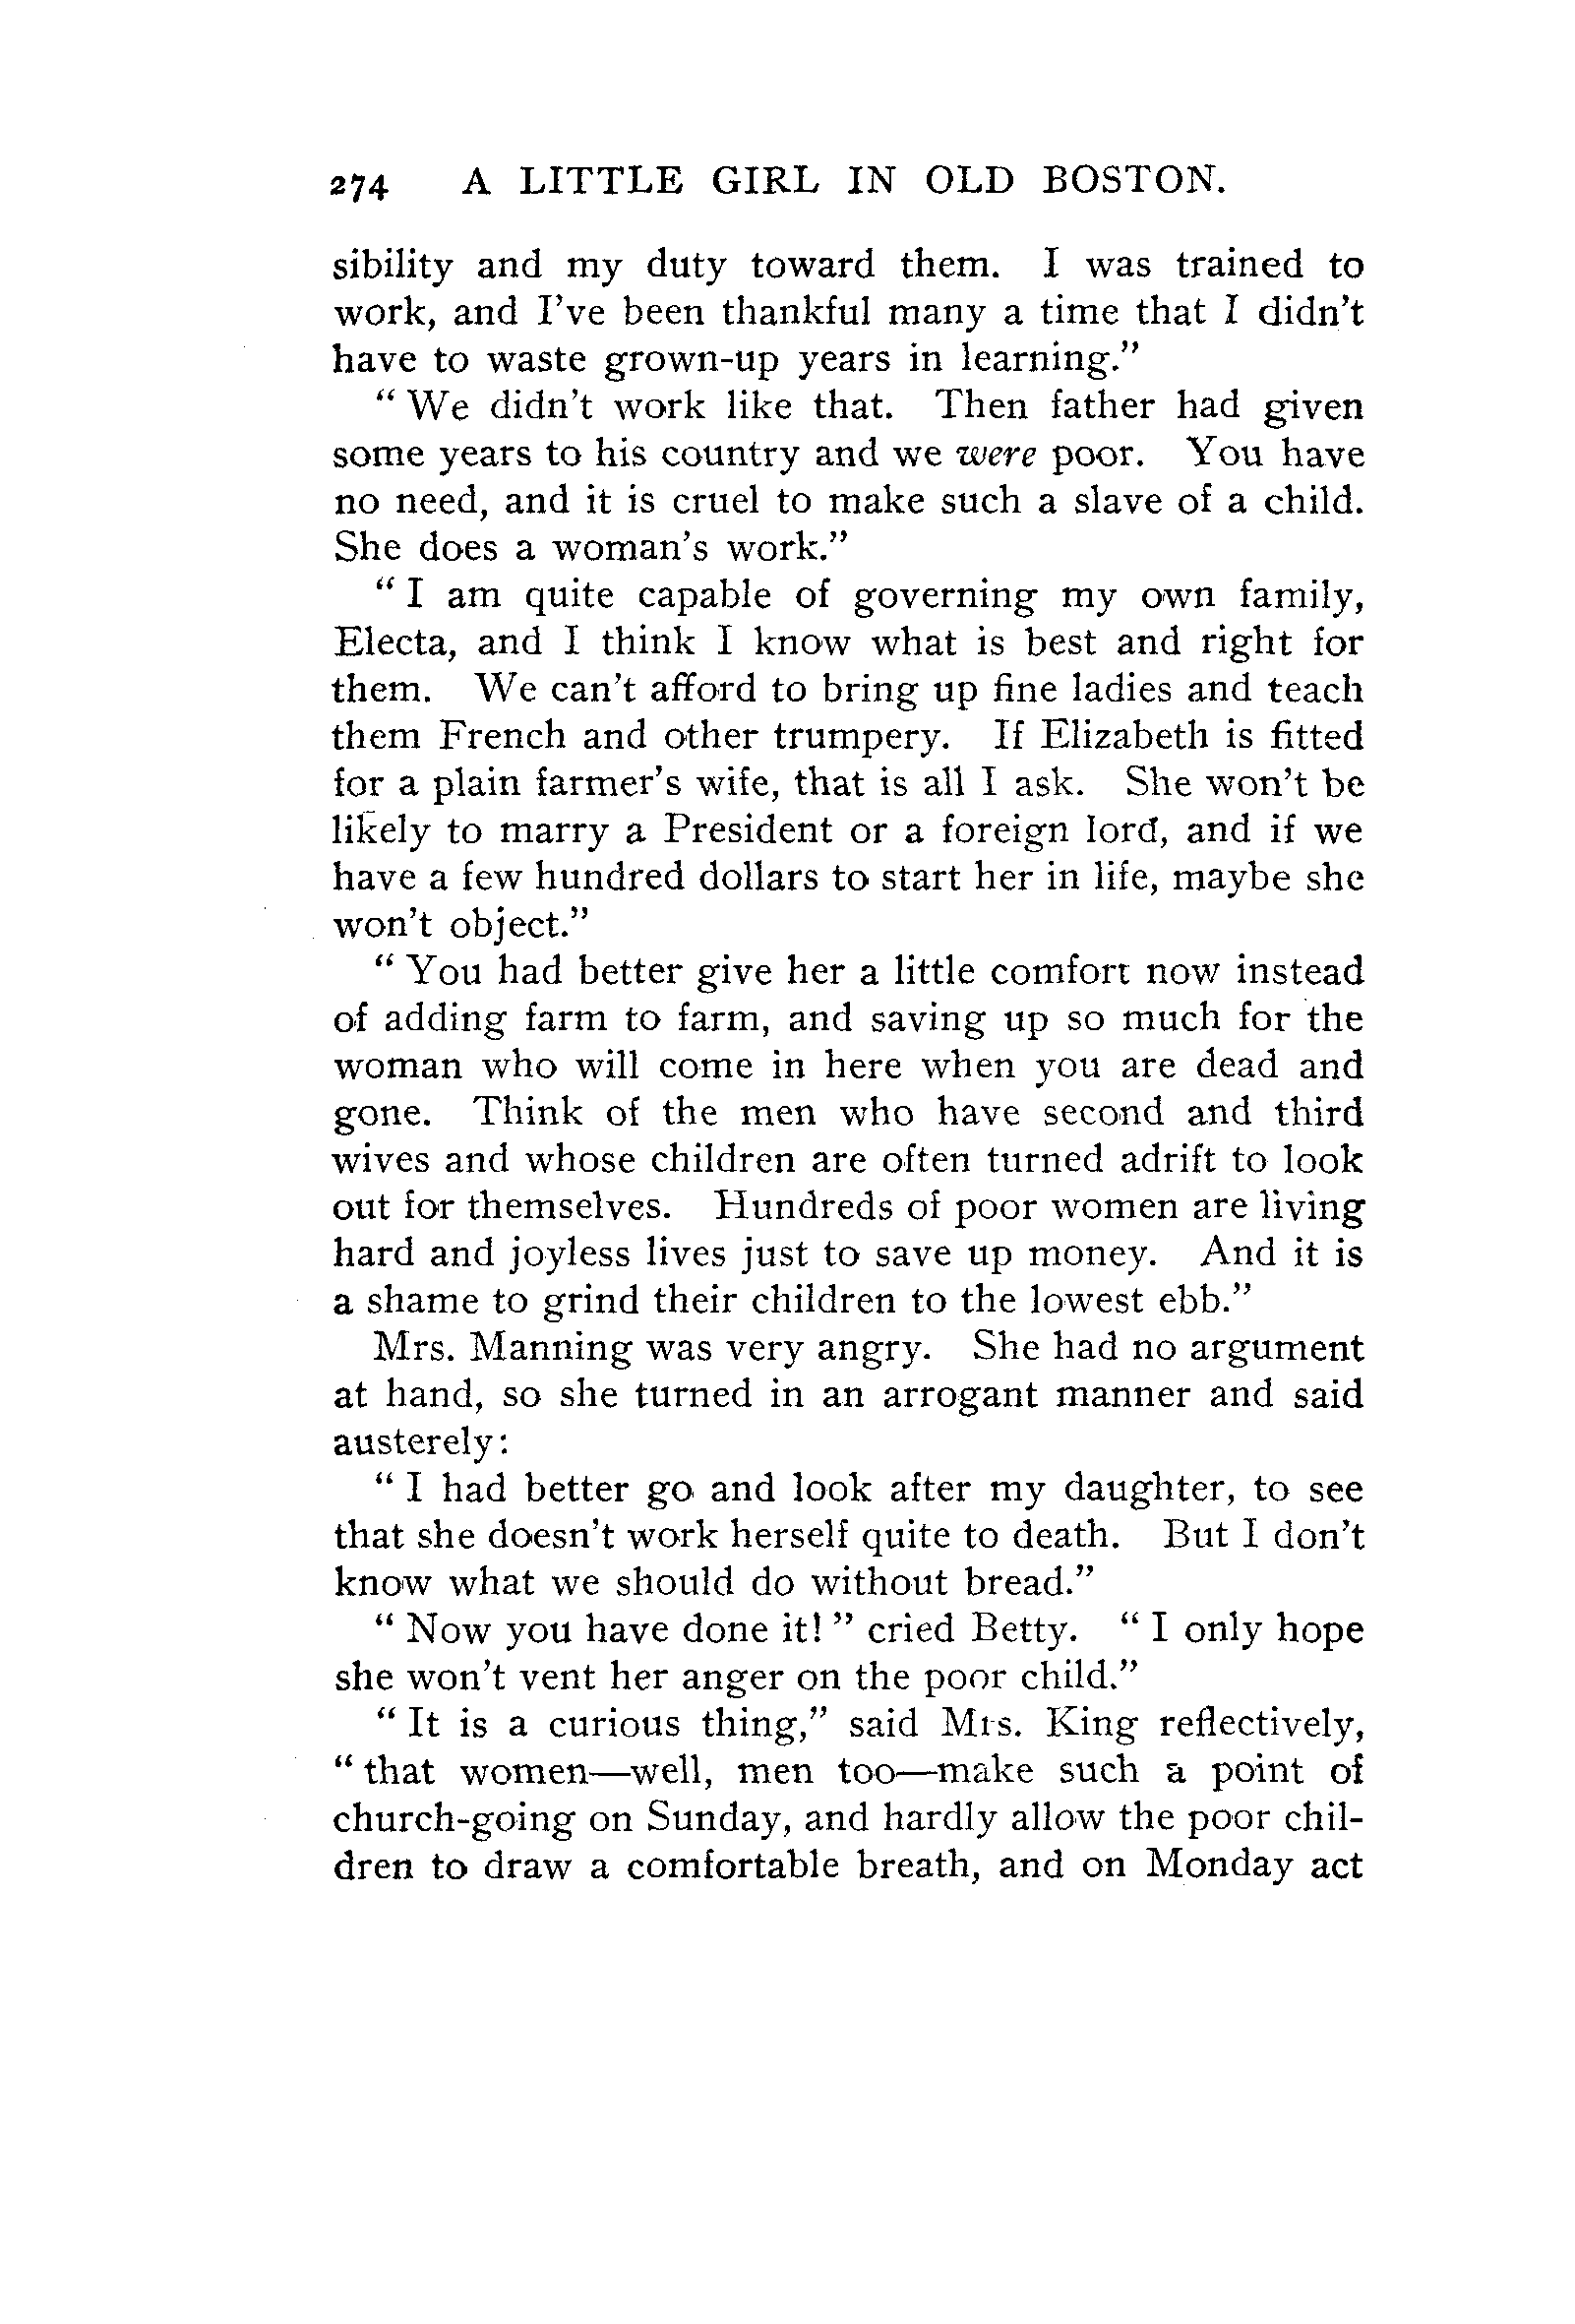 274 A LITTLE GIRL IN OLD BOSTON.
sibility and my duty toward them. I was trained to
work, and I've been thankful many a time that I didn't
have to waste grown-up years in learning."
"We didn't work like that. Then father had given
some years to his country and we were poor. You have
no need, and it is cruel to make such a slave of a child.
She does a woman's work."
"I am quite capable of governing my own family,
Electa, and I think I know what is best and right for
them. We can't afford to bring up fine ladies and teach
them French and other trumpery. If Elizabeth is fitted
for a plain farmer's wife, that is all I ask. She won't be
likely to marry a President or a foreign lord, and if we
have a few hundred dollars to start her in life, maybe she
won't object."
"You had better give her a little comfort now instead
of adding farm to farm, and saving up so much for the
woman who will come in here when you are dead and
gone. Think of the men who have second and third
wives and whose children are often turned adrift to look
out for themselves. Hundreds of poor women are living
hard and joyless lives just to save up money. And it is
a shame to grind their children to the lowest ebb."
Mrs. Manning was very angry. She had no argument
at hand, so she turned in an arrogant manner and said
austerely:
"I had better go and look after my daughter, to see
that she doesn't work herself quite to death. But I don't
know what we should do without bread."
"Now you have done it!" cried Betty. "I only hope
she won't vent her anger on the poor child."
"It is a curious thing," said Mrs. King reflectively,
"that women—well, men too—make such a point of
church-going on Sunday, and hardly allow the poor chil-
dren to draw a comfortable breath, and on Monday act